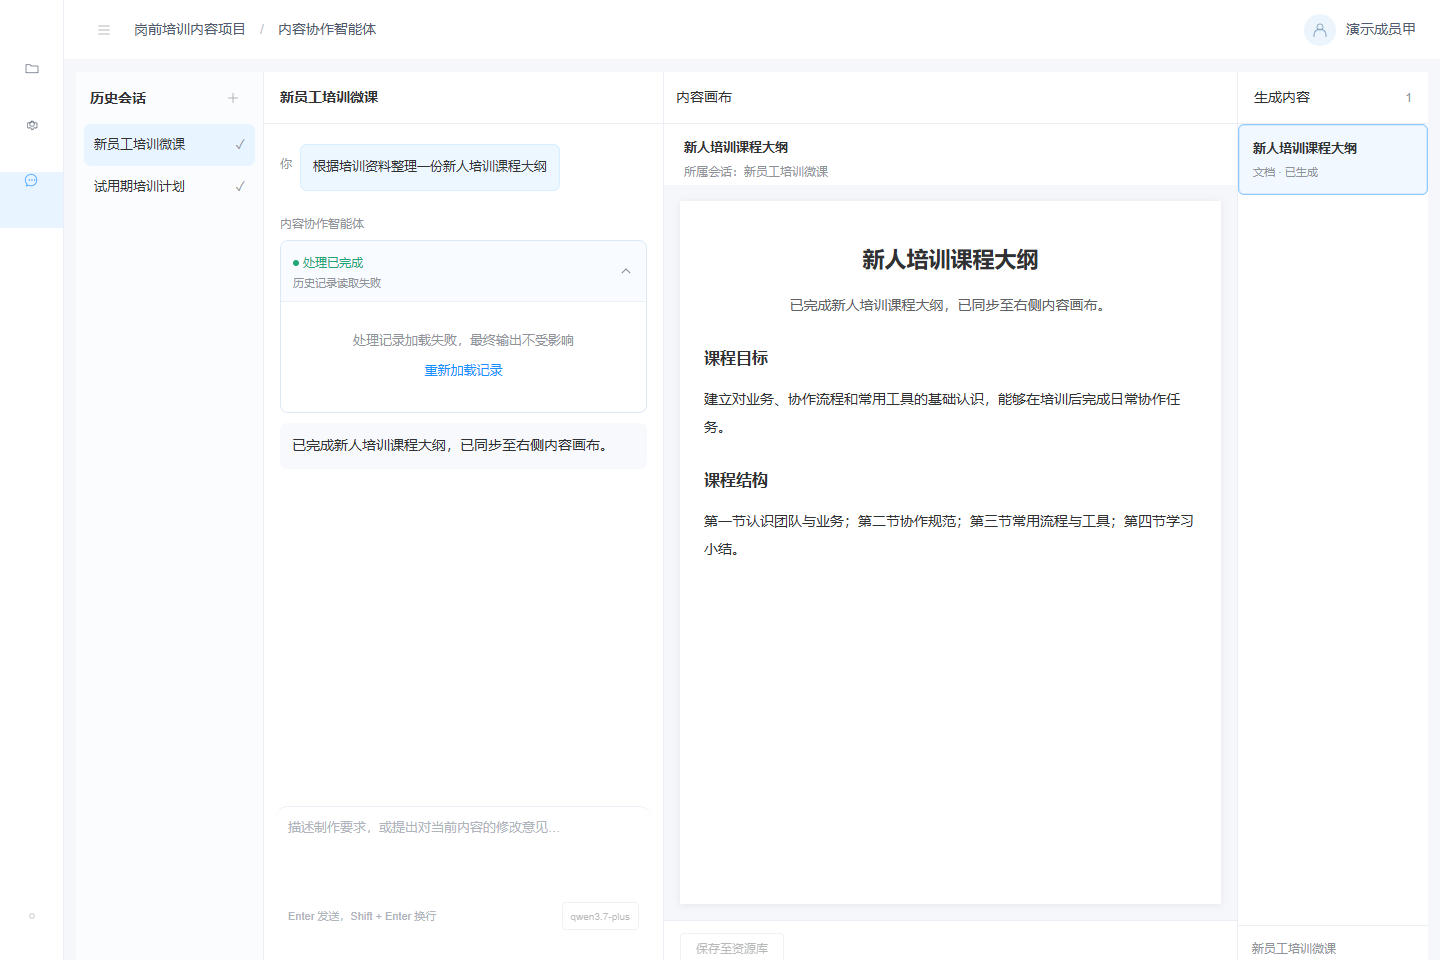 岗前培训内容项目 / 内容协作智能体
演示成员甲
历史会话
新员工培训微课
试用期培训计划
新员工培训微课
你
根据培训资料整理一份新人培训课程大纲
内容协作智能体
处理已完成
历史记录读取失败
处理记录加载失败，最终输出不受影响
重新加载记录
已完成新人培训课程大纲，已同步至右侧内容画布。
描述制作要求，或提出对当前内容的修改意见...
Enter 发送，Shift + Enter 换行
qwen3.7-plus
内容画布
新人培训课程大纲
所属会话：新员工培训微课
新人培训课程大纲
已完成新人培训课程大纲，已同步至右侧内容画布。
课程目标
建立对业务、协作流程和常用工具的基础认识，能够在培训后完成日常协作任
务。
课程结构
第一节认识团队与业务；第二节协作规范；第三节常用流程与工具；第四节学习
小结。
保存至资源库
生成内容 1
新人培训课程大纲
文档 · 已生成
新员工培训微课